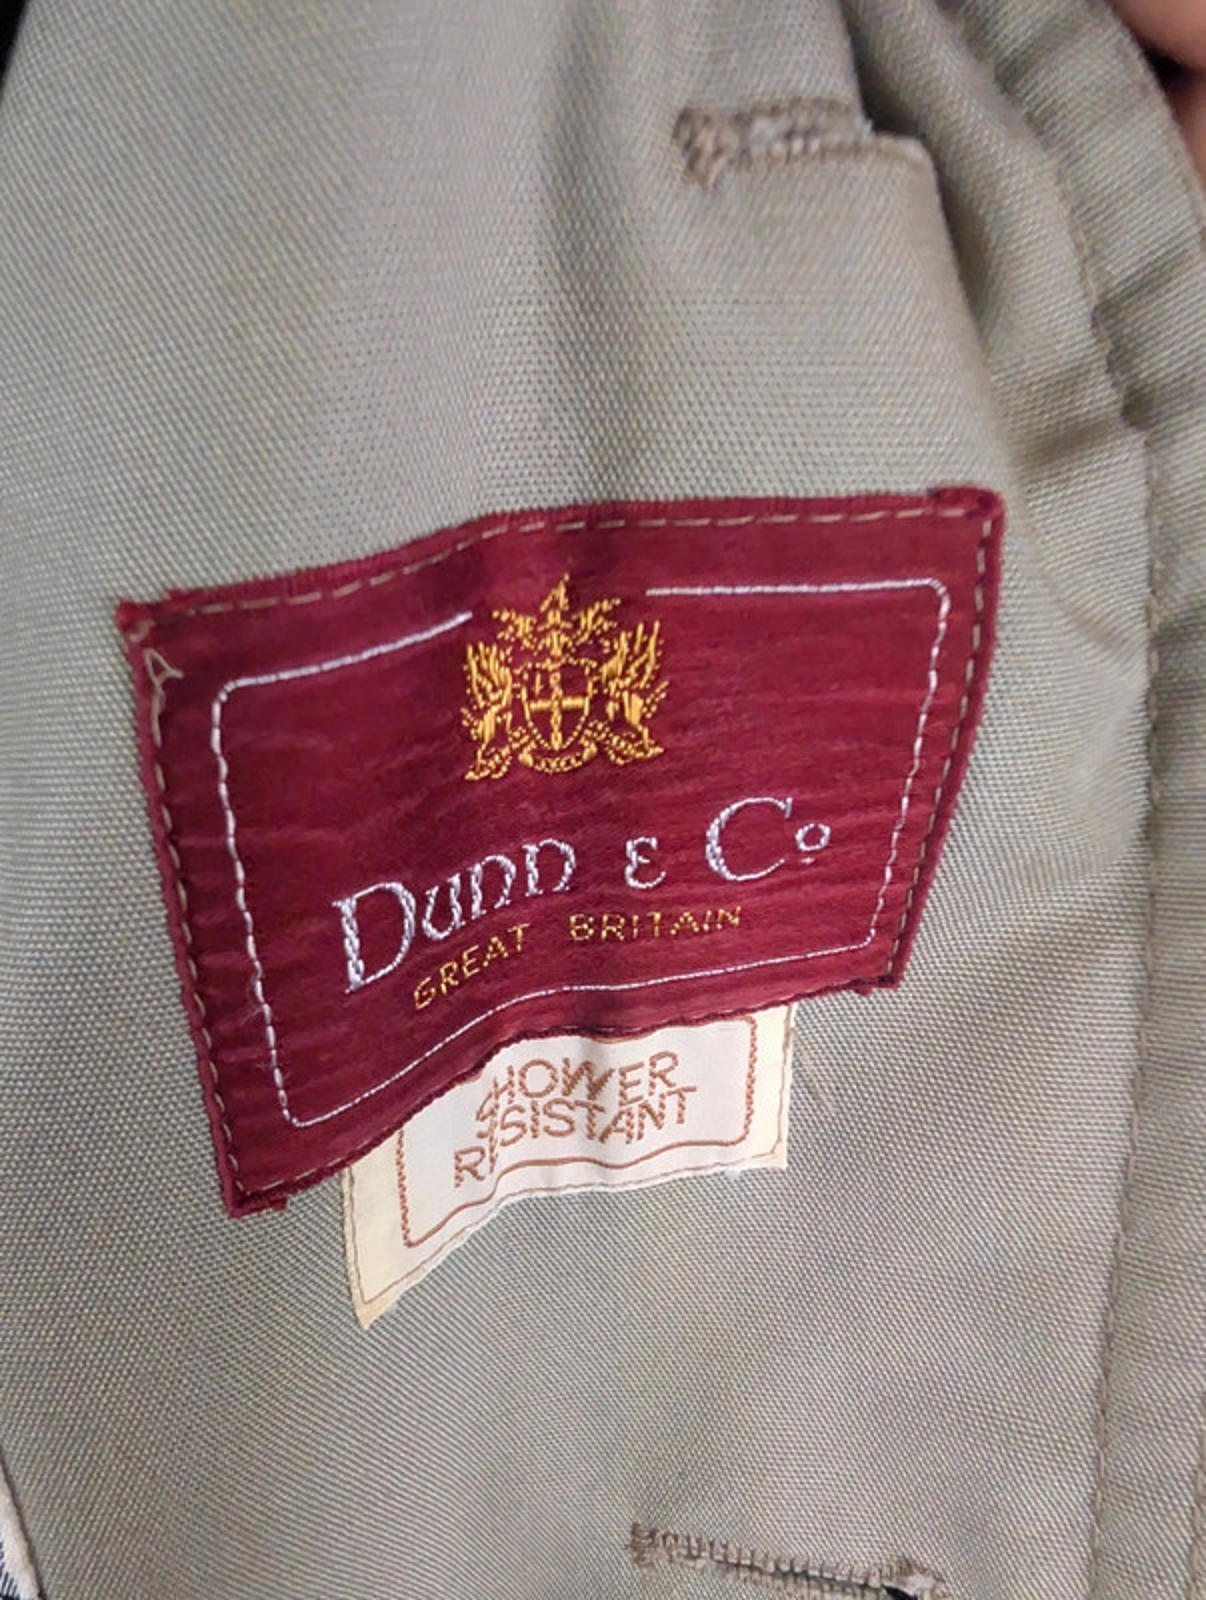 Dunn & Co
GREAT BRITAIN
SHOWER
RESISTANT